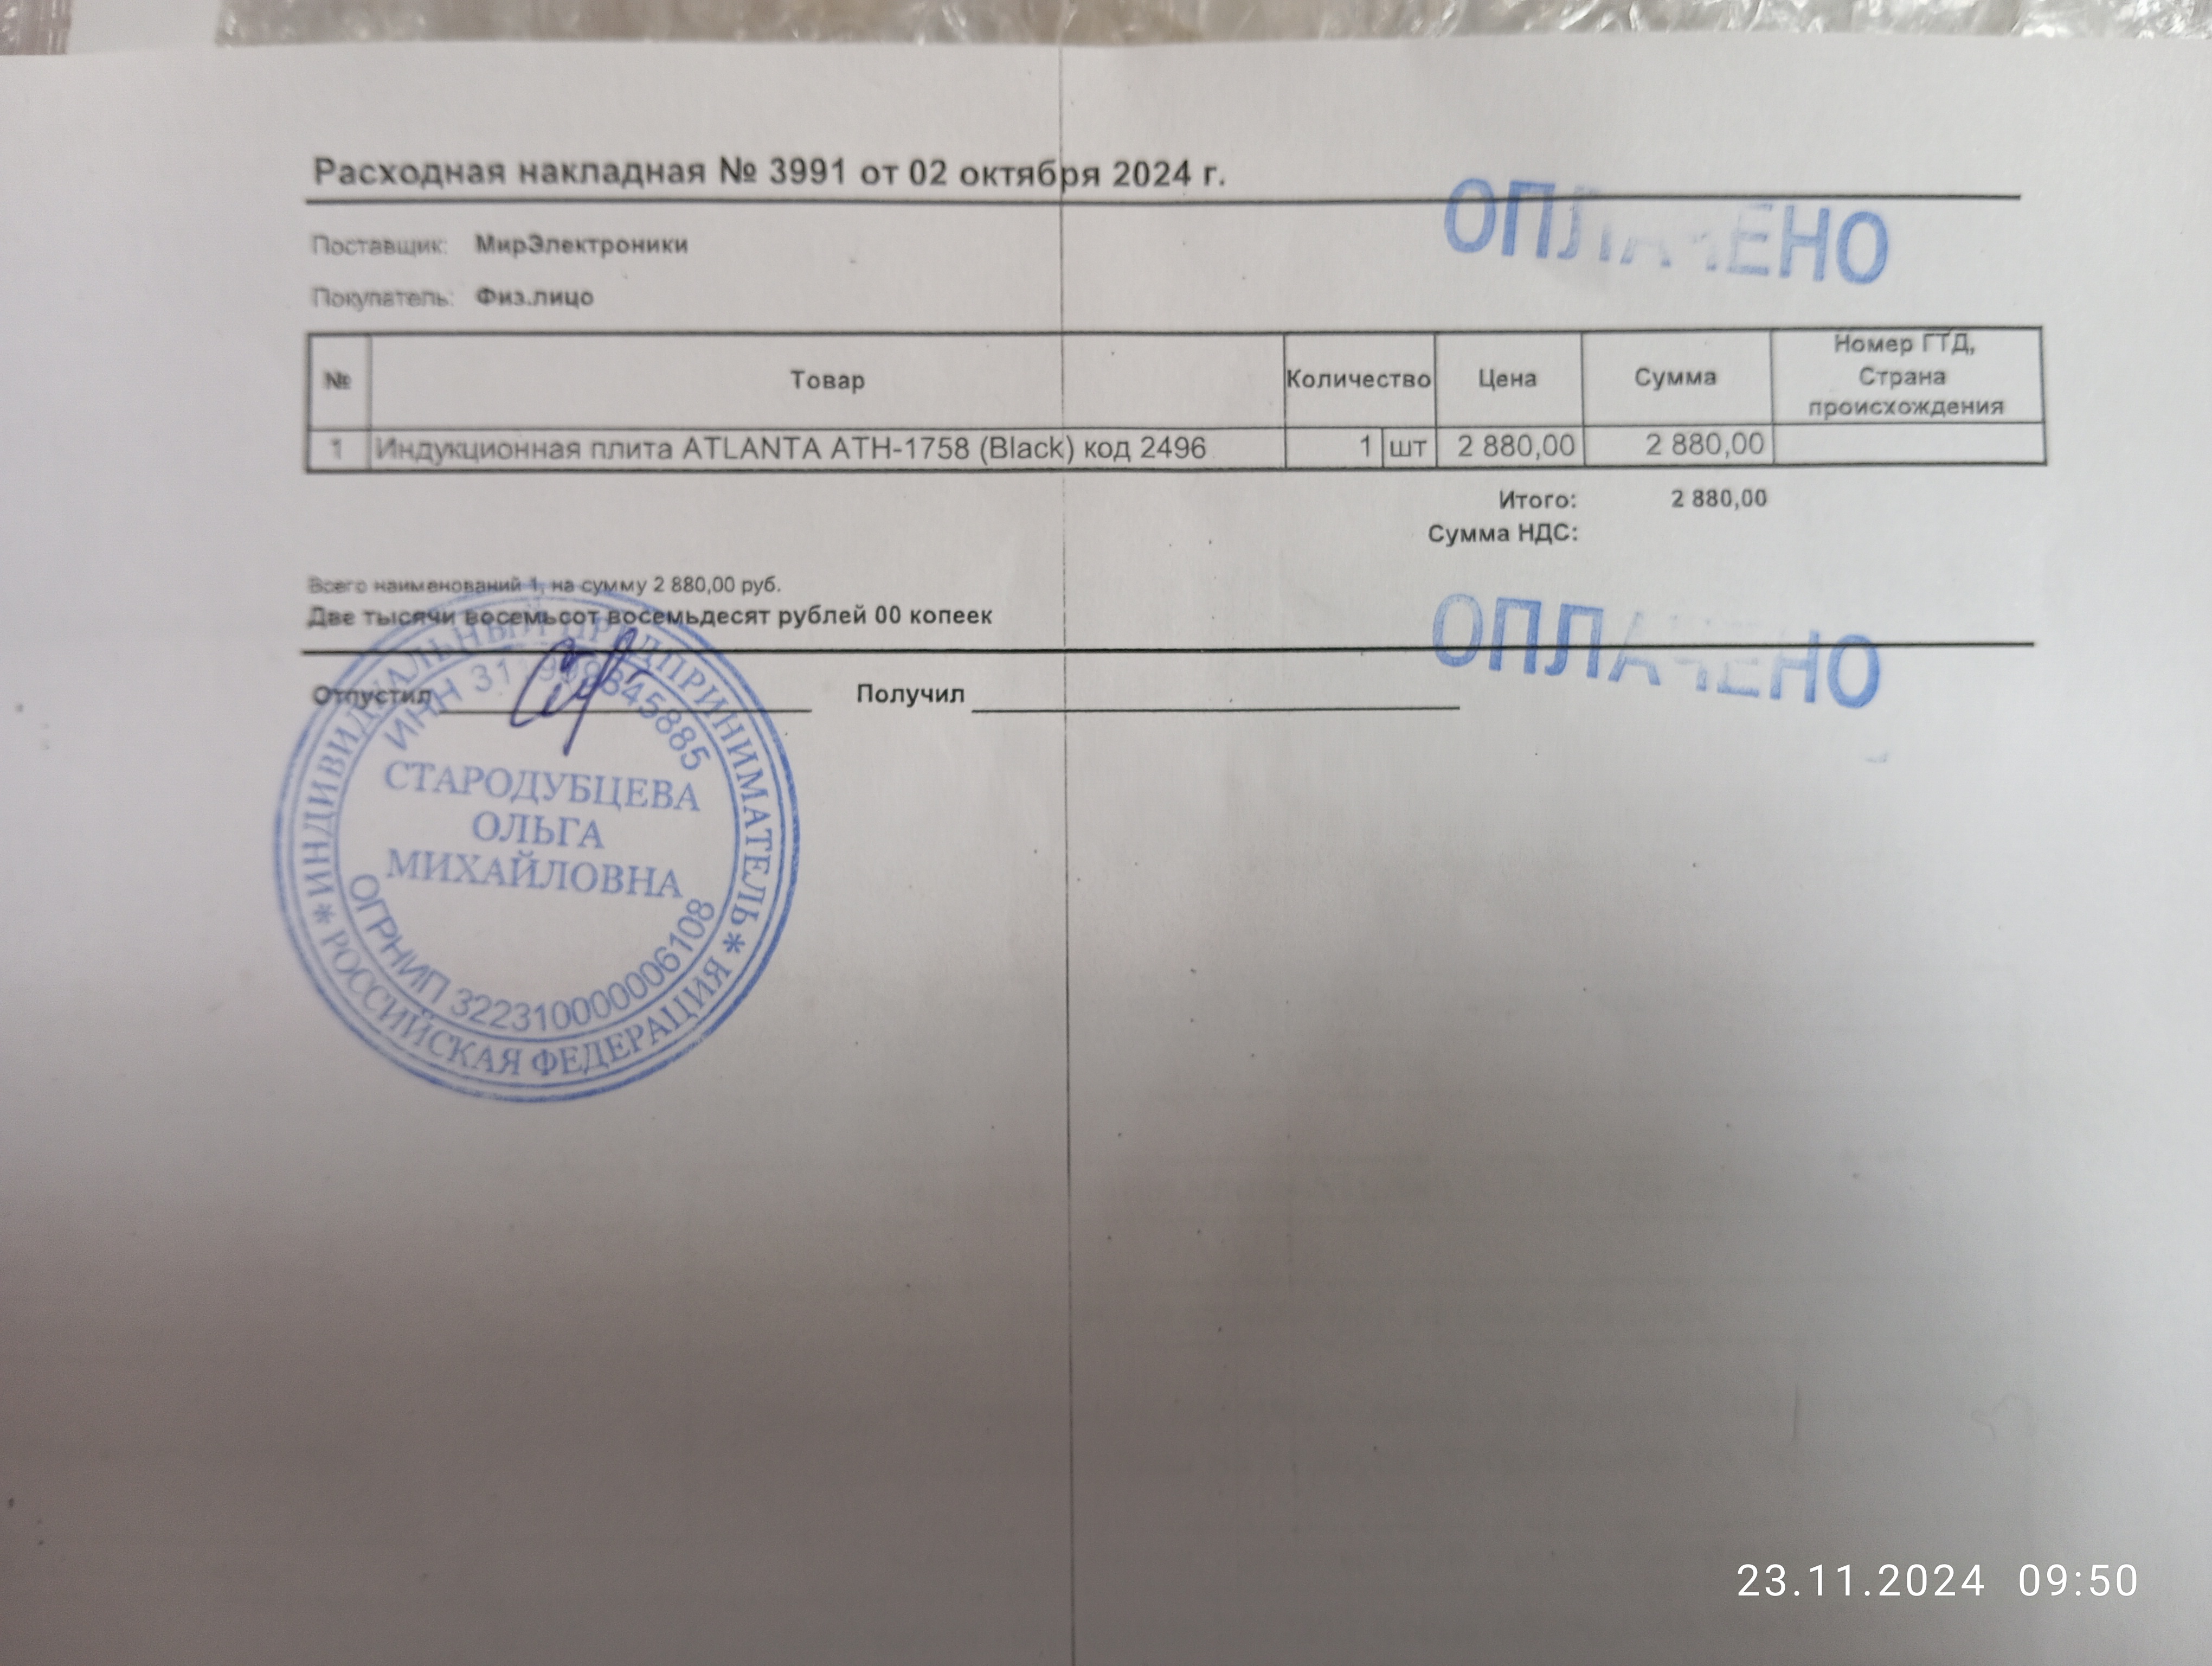 Расходная накладная № 3991 от 02 октября 2024 г.
ОПЛАЧЕНО
Поставщик: МирЭлектроники
Покупатель: Физ.лицо
№ Товар Количество Цена Сумма Номер ГТД, Страна происхождения
1 Индукционная плита ATLANTA ATH-1758 (Black) код 2496 1 шт 2 880,00 2 880,00
Итого: 2 880,00
Сумма НДС:
Всего наименований 1, на сумму 2 880,00 руб.
Две тысячи восемьсот восемьдесят рублей 00 копеек
ОПЛАЧЕНО
Отпустил Получил
* ИНДИВИДУАЛЬНЫЙ ПРЕДПРИНИМАТЕЛЬ *
ИНН
СТАРОДУБЦЕВА
ОЛЬГА
МИХАЙЛОВНА
ОГРНИП 322310000006108
РОССИЙСКАЯ ФЕДЕРАЦИЯ
23.11.2024 09:50